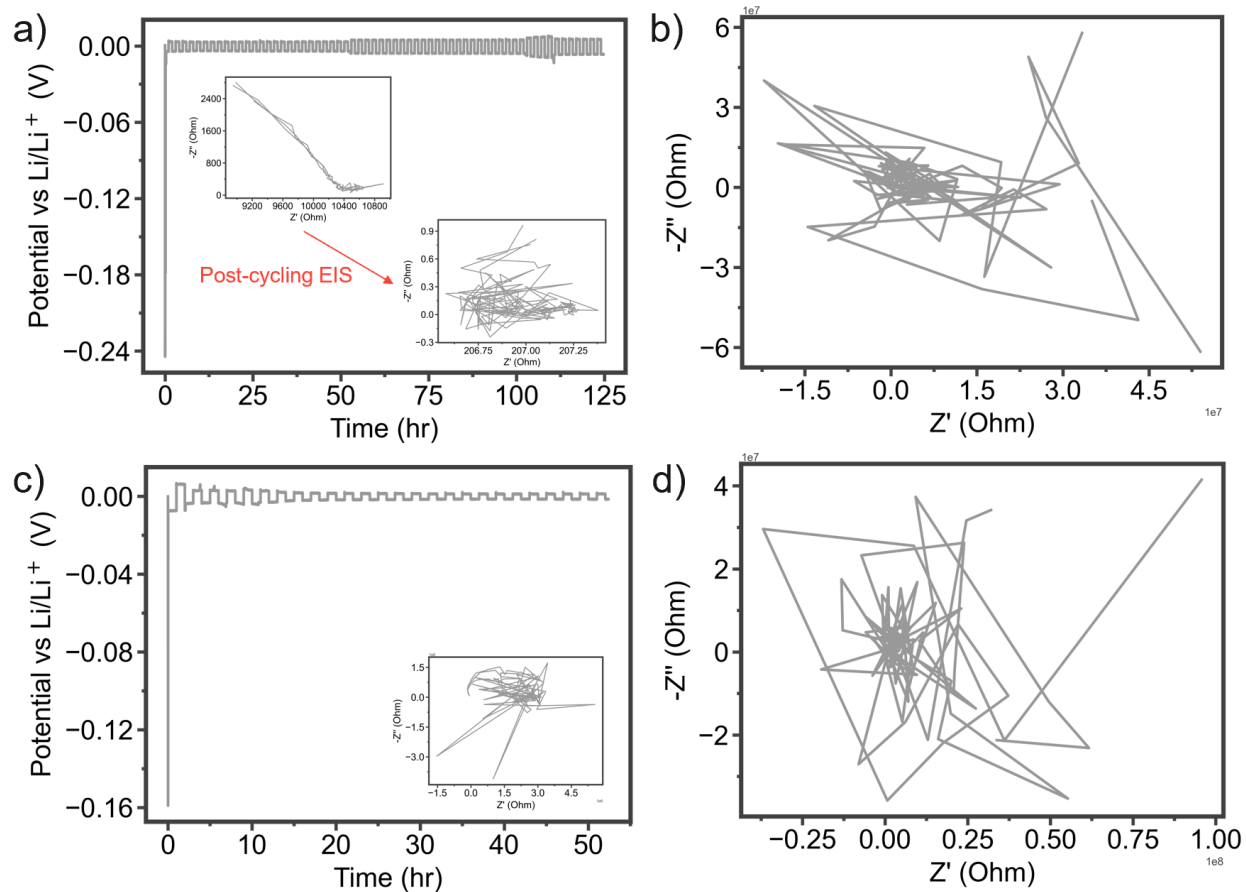 a)
Potential vs Li/Li⁺ (V)
0.00
−0.06
−0.12
−0.18
−0.24
0
25
50
75
100
125
Time (hr)
-Z'' (Ohm)
2400
1600
800
0
9200
9600
10000
10400
10800
Z' (Ohm)
Post-cycling EIS
-Z'' (Ohm)
0.9
0.6
0.3
0.0
−0.3
206.75
207.00
207.25
Z' (Ohm)
b)
1e7
-Z'' (Ohm)
6
3
0
−3
−6
−1.5
0.0
1.5
3.0
4.5
1e7
Z' (Ohm)
c)
Potential vs Li/Li⁺ (V)
0.00
−0.04
−0.08
−0.12
−0.16
0
10
20
30
40
50
Time (hr)
-Z'' (Ohm)
1.5
0.0
−1.5
−3.0
−1.5
0.0
1.5
3.0
4.5
Z' (Ohm)
d)
1e7
-Z'' (Ohm)
4
2
0
−2
−0.25
0.00
0.25
0.50
0.75
1.00
1e8
Z' (Ohm)